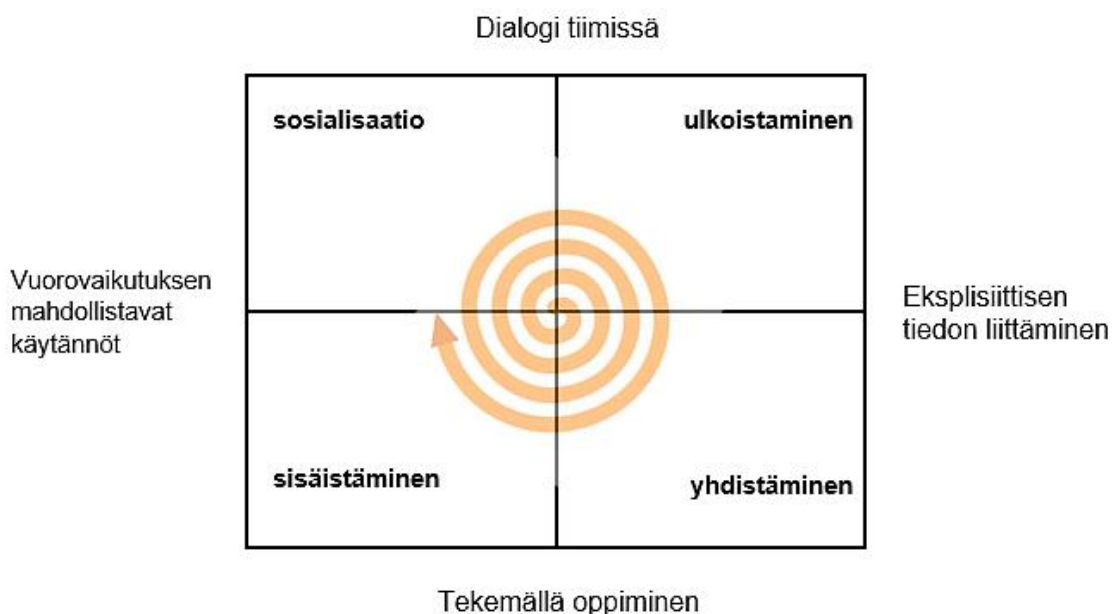 Dialogi tiimissä
sosialisaatio
ulkoistaminen
Vuorovaikutuksen
mahdollistavat
käytännöt
Eksplisiittisen
tiedon liittäminen
sisäistäminen
yhdistäminen
Tekemällä oppiminen